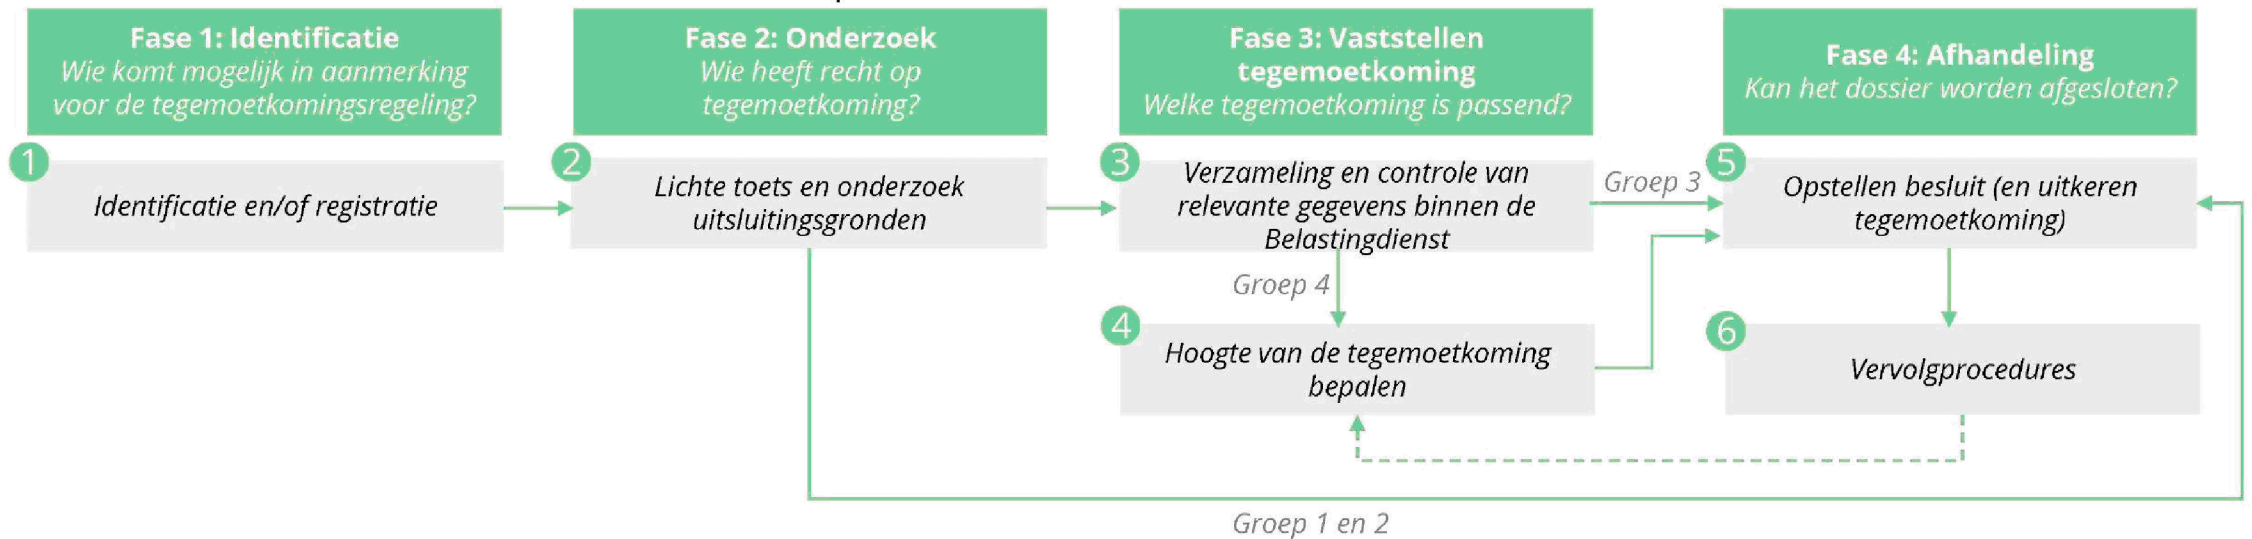 Fase 1: Identificatie
Wie komt mogelijk in aanmerking
voor de tegemoetkomingsregeling?
Fase 2: Onderzoek
Wie heeft recht op
tegemoetkoming?
Fase 3: Vaststellen
tegemoetkoming
Welke tegemoetkoming is passend?
Fase 4: Afhandeling
Kan het dossier worden afgesloten?
1
Identificatie en/of registratie
2
Lichte toets en onderzoek
uitsluitingsgronden
3
Verzameling en controle van
relevante gegevens binnen de
Belastingdienst
Groep 3
5
Opstellen besluit (en uitkeren
tegemoetkoming)
Groep 4
4
Hoogte van de tegemoetkoming
bepalen
6
Vervolgprocedures
Groep 1 en 2